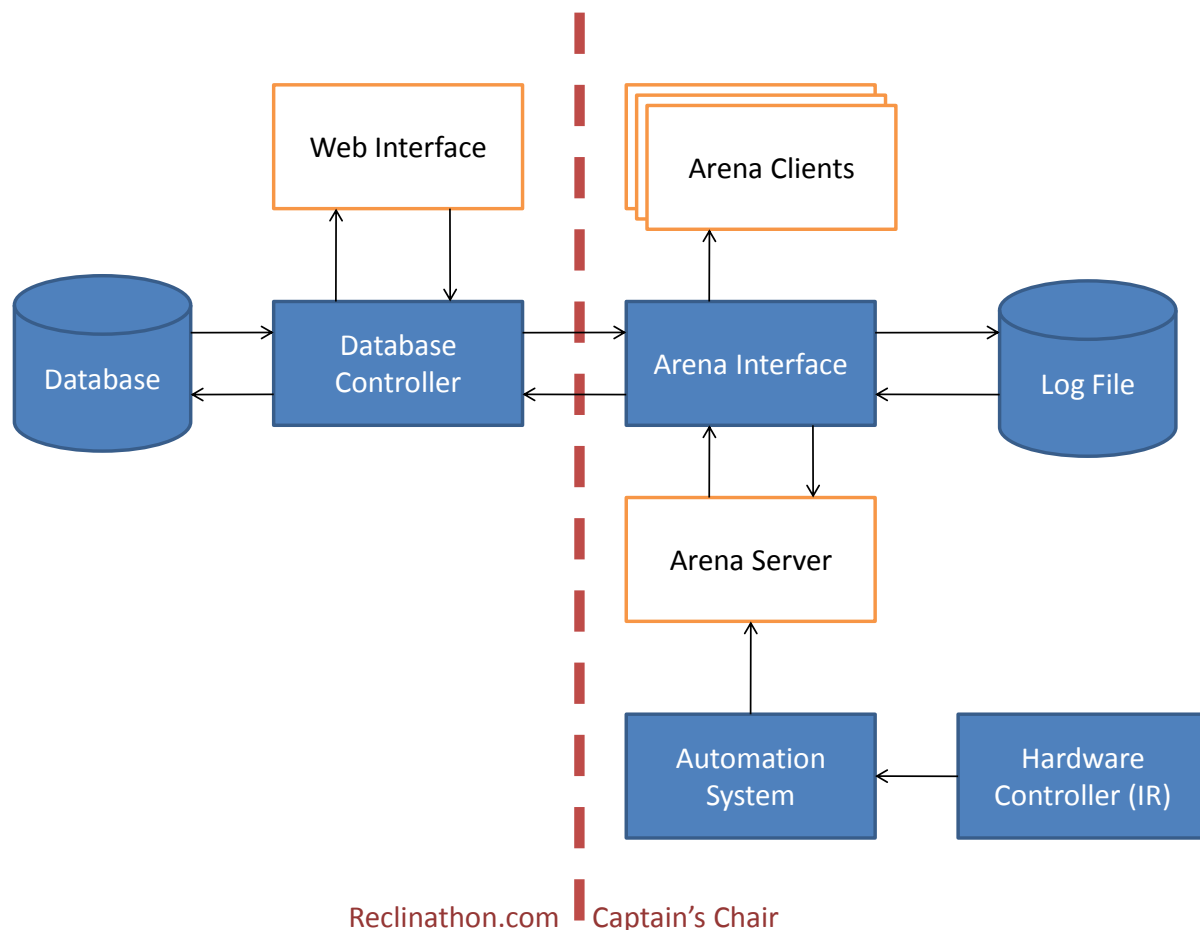 Web Interface
Arena Clients
Database
Database
Controller
Arena Interface
Log File
Arena Server
Automation
System
Hardware
Controller (IR)
Reclinathon.com
Captain’s Chair